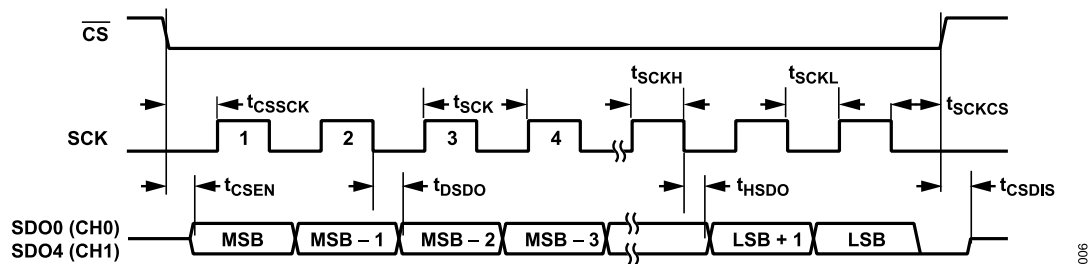 CS
tCSSCK
tSCK
tSCKH
tSCKL
tSCKCS
SCK
1
2
3
4
tCSEN
tDSDO
tHSDO
tCSDIS
SDO0 (CH0)
SDO4 (CH1)
MSB
MSB – 1
MSB – 2
MSB – 3
LSB + 1
LSB
006